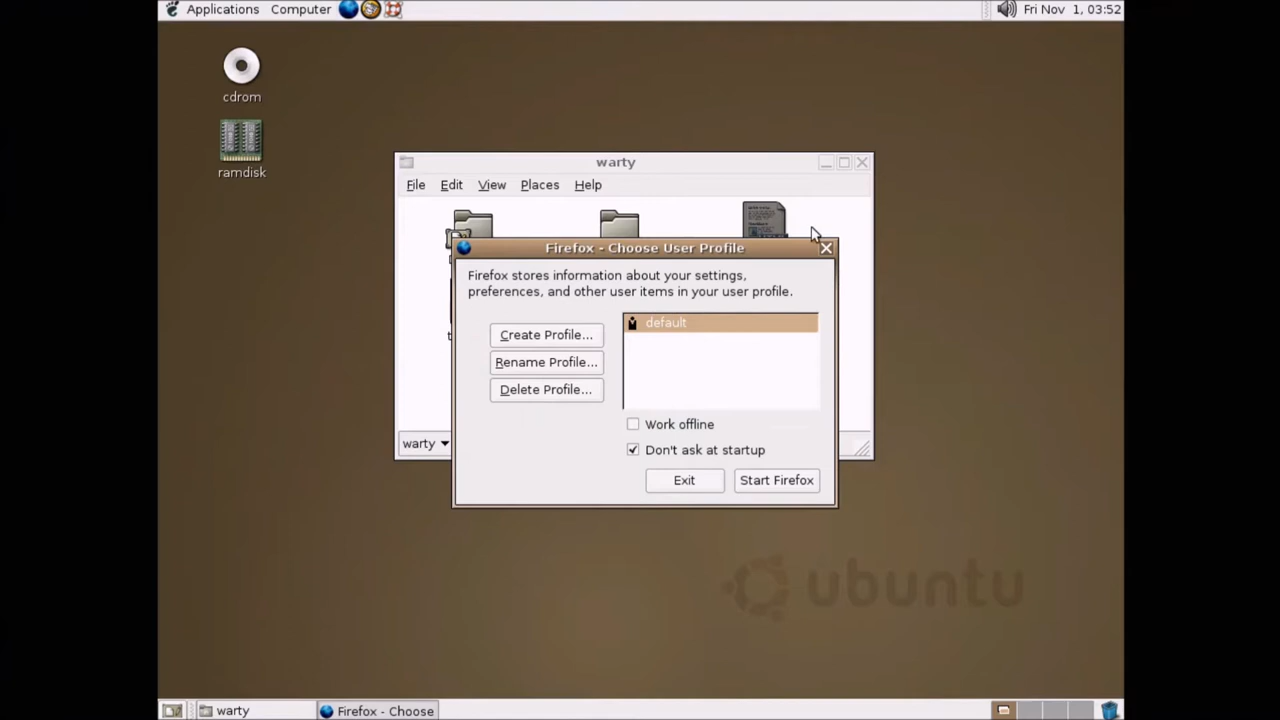 Applications Computer Fri Nov 1, 03:52
cdrom
ramdisk
warty
File Edit View Places Help
Firefox - Choose User Profile
Firefox stores information about your settings,
preferences, and other user items in your user profile.
default
Create Profile...
Rename Profile...
Delete Profile...
Work offline
Don't ask at startup
warty
Exit Start Firefox
ubuntu
warty Firefox - Choose